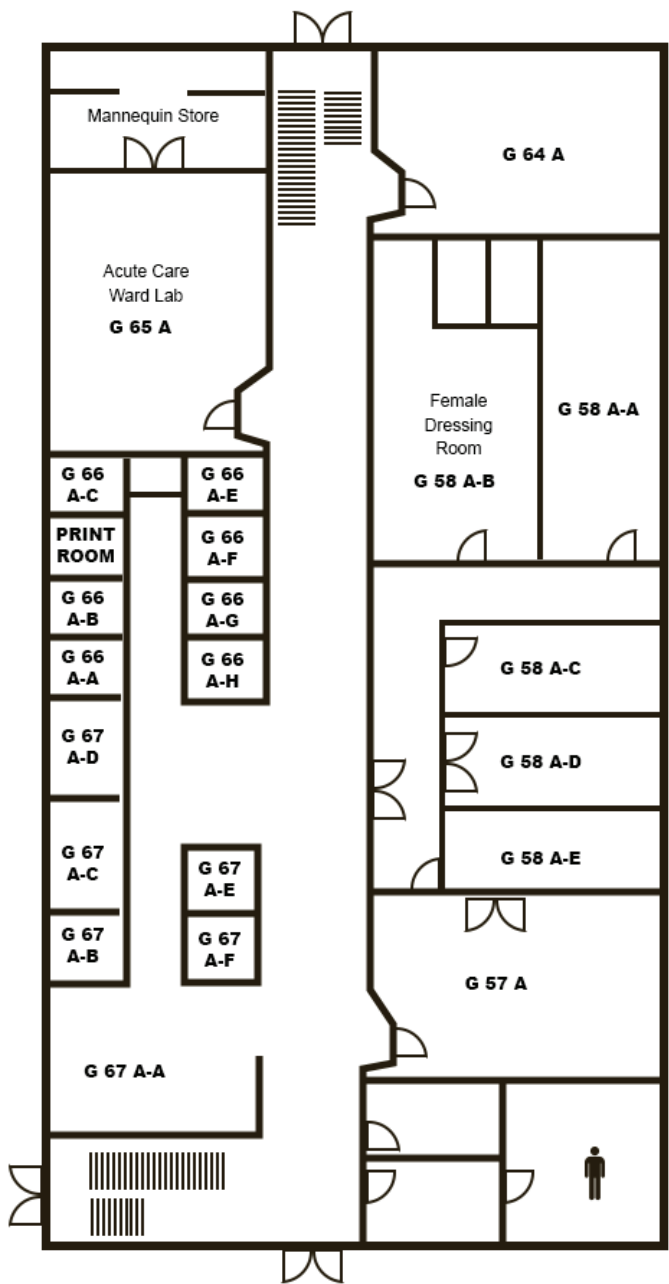 Mannequin Store
G 64 A
Acute Care
Ward Lab
G 65 A
Female
Dressing
Room
G 58 A-B
G 58 A-A
G 66
A-C
G 66
A-E
PRINT
ROOM
G 66
A-F
G 66
A-B
G 66
A-G
G 66
A-A
G 66
A-H
G 58 A-C
G 67
A-D
G 58 A-D
G 67
A-C
G 67
A-E
G 58 A-E
G 67
A-B
G 67
A-F
G 57 A
G 67 A-A